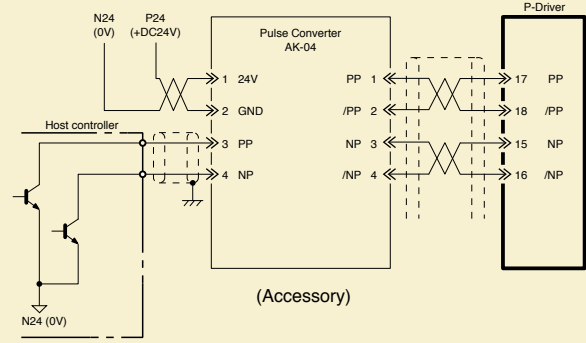 P-Driver
N24
(0V)
P24
(+DC24V)
Pulse Converter
AK-04
1 24V
2 GND
3 PP
4 NP
PP 1
/PP 2
NP 3
/NP 4
17 PP
18 /PP
15 NP
16 /NP
Host controller
N24 (0V)
(Accessory)